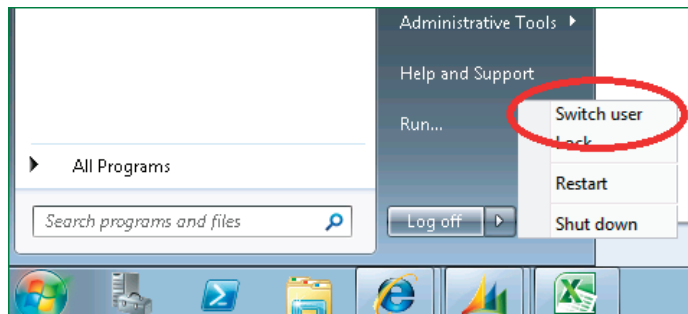 Administrative Tools
Help and Support
Run...
Switch user
Lock
All Programs
Restart
Search programs and files
Log off
Shut down